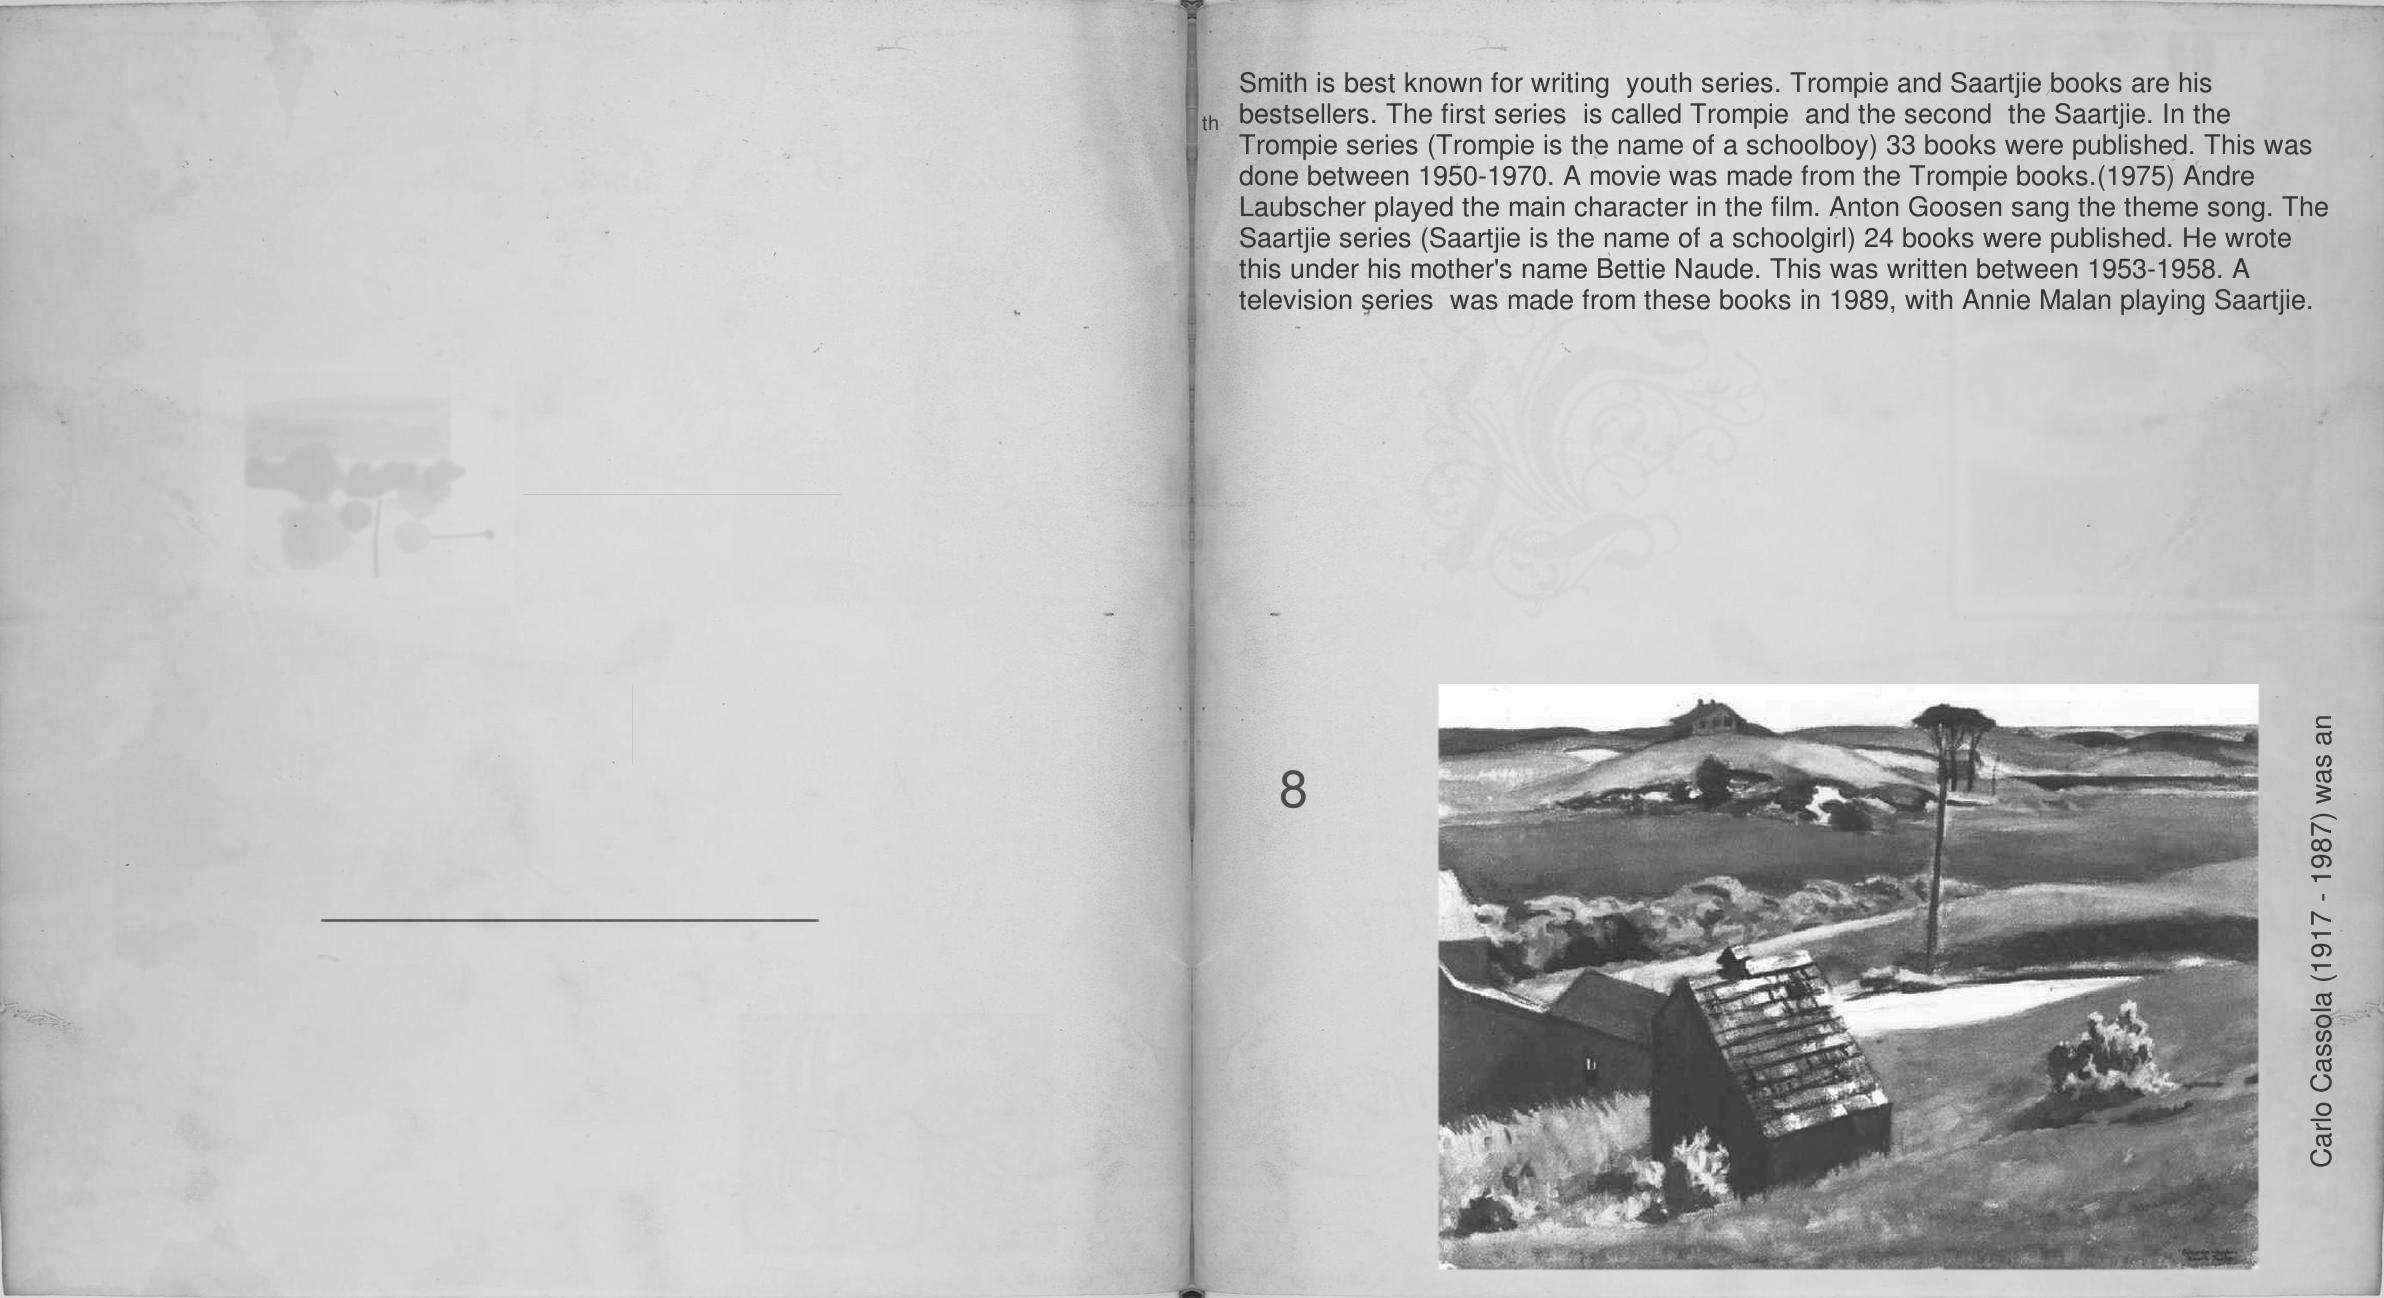 th
Smith is best known for writing  youth series. Trompie and Saartjie books are his
bestsellers. The first series  is called Trompie  and the second  the Saartjie. In the
Trompie series (Trompie is the name of a schoolboy) 33 books were published. This was
done between 1950-1970. A movie was made from the Trompie books.(1975) Andre
Laubscher played the main character in the film. Anton Goosen sang the theme song. The
Saartjie series (Saartjie is the name of a schoolgirl) 24 books were published. He wrote
this under his mother's name Bettie Naude. This was written between 1953-1958. A
television series  was made from these books in 1989, with Annie Malan playing Saartjie.
8
Carlo Cassola (1917 - 1987) was an